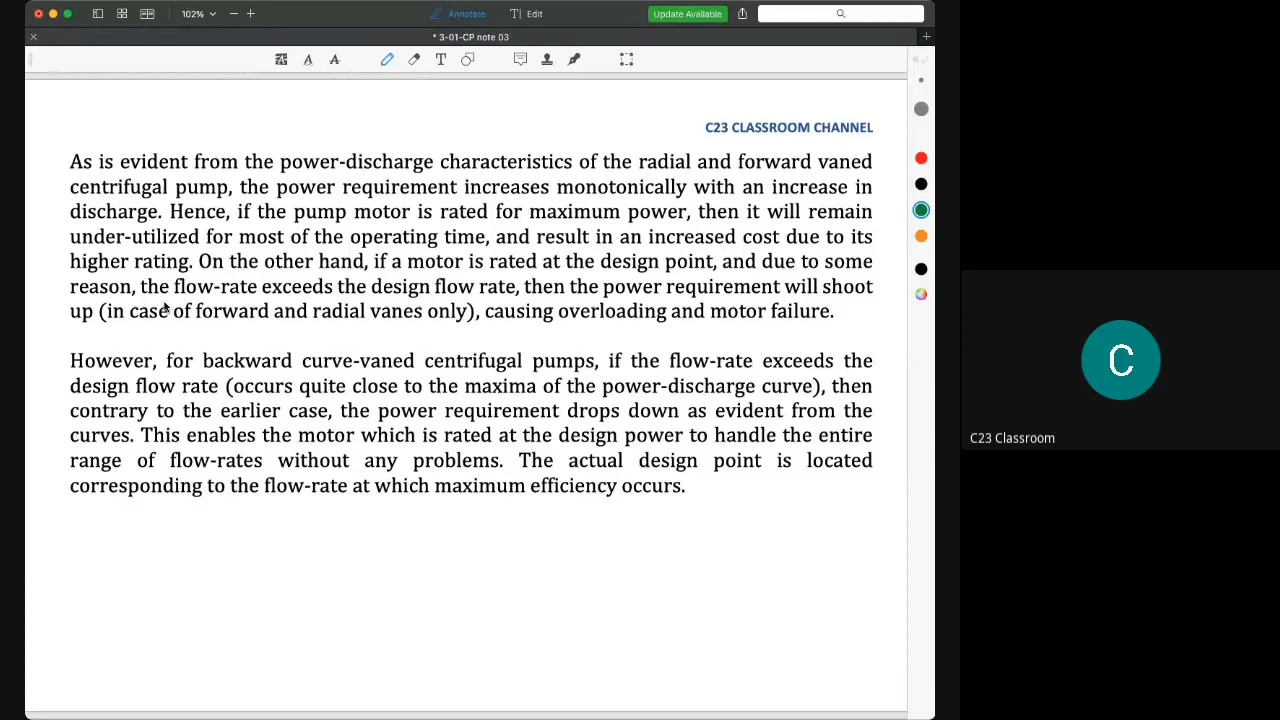 102%
Annotate
Edit
Update Available
* 3-01-CP note 03
C23 CLASSROOM CHANNEL
As is evident from the power-discharge characteristics of the radial and forward vaned
centrifugal pump, the power requirement increases monotonically with an increase in
discharge. Hence, if the pump motor is rated for maximum power, then it will remain
under-utilized for most of the operating time, and result in an increased cost due to its
higher rating. On the other hand, if a motor is rated at the design point, and due to some
reason, the flow-rate exceeds the design flow rate, then the power requirement will shoot
up (in case of forward and radial vanes only), causing overloading and motor failure.
However, for backward curve-vaned centrifugal pumps, if the flow-rate exceeds the
design flow rate (occurs quite close to the maxima of the power-discharge curve), then
contrary to the earlier case, the power requirement drops down as evident from the
curves. This enables the motor which is rated at the design power to handle the entire
range of flow-rates without any problems. The actual design point is located
corresponding to the flow-rate at which maximum efficiency occurs.
C
C23 Classroom